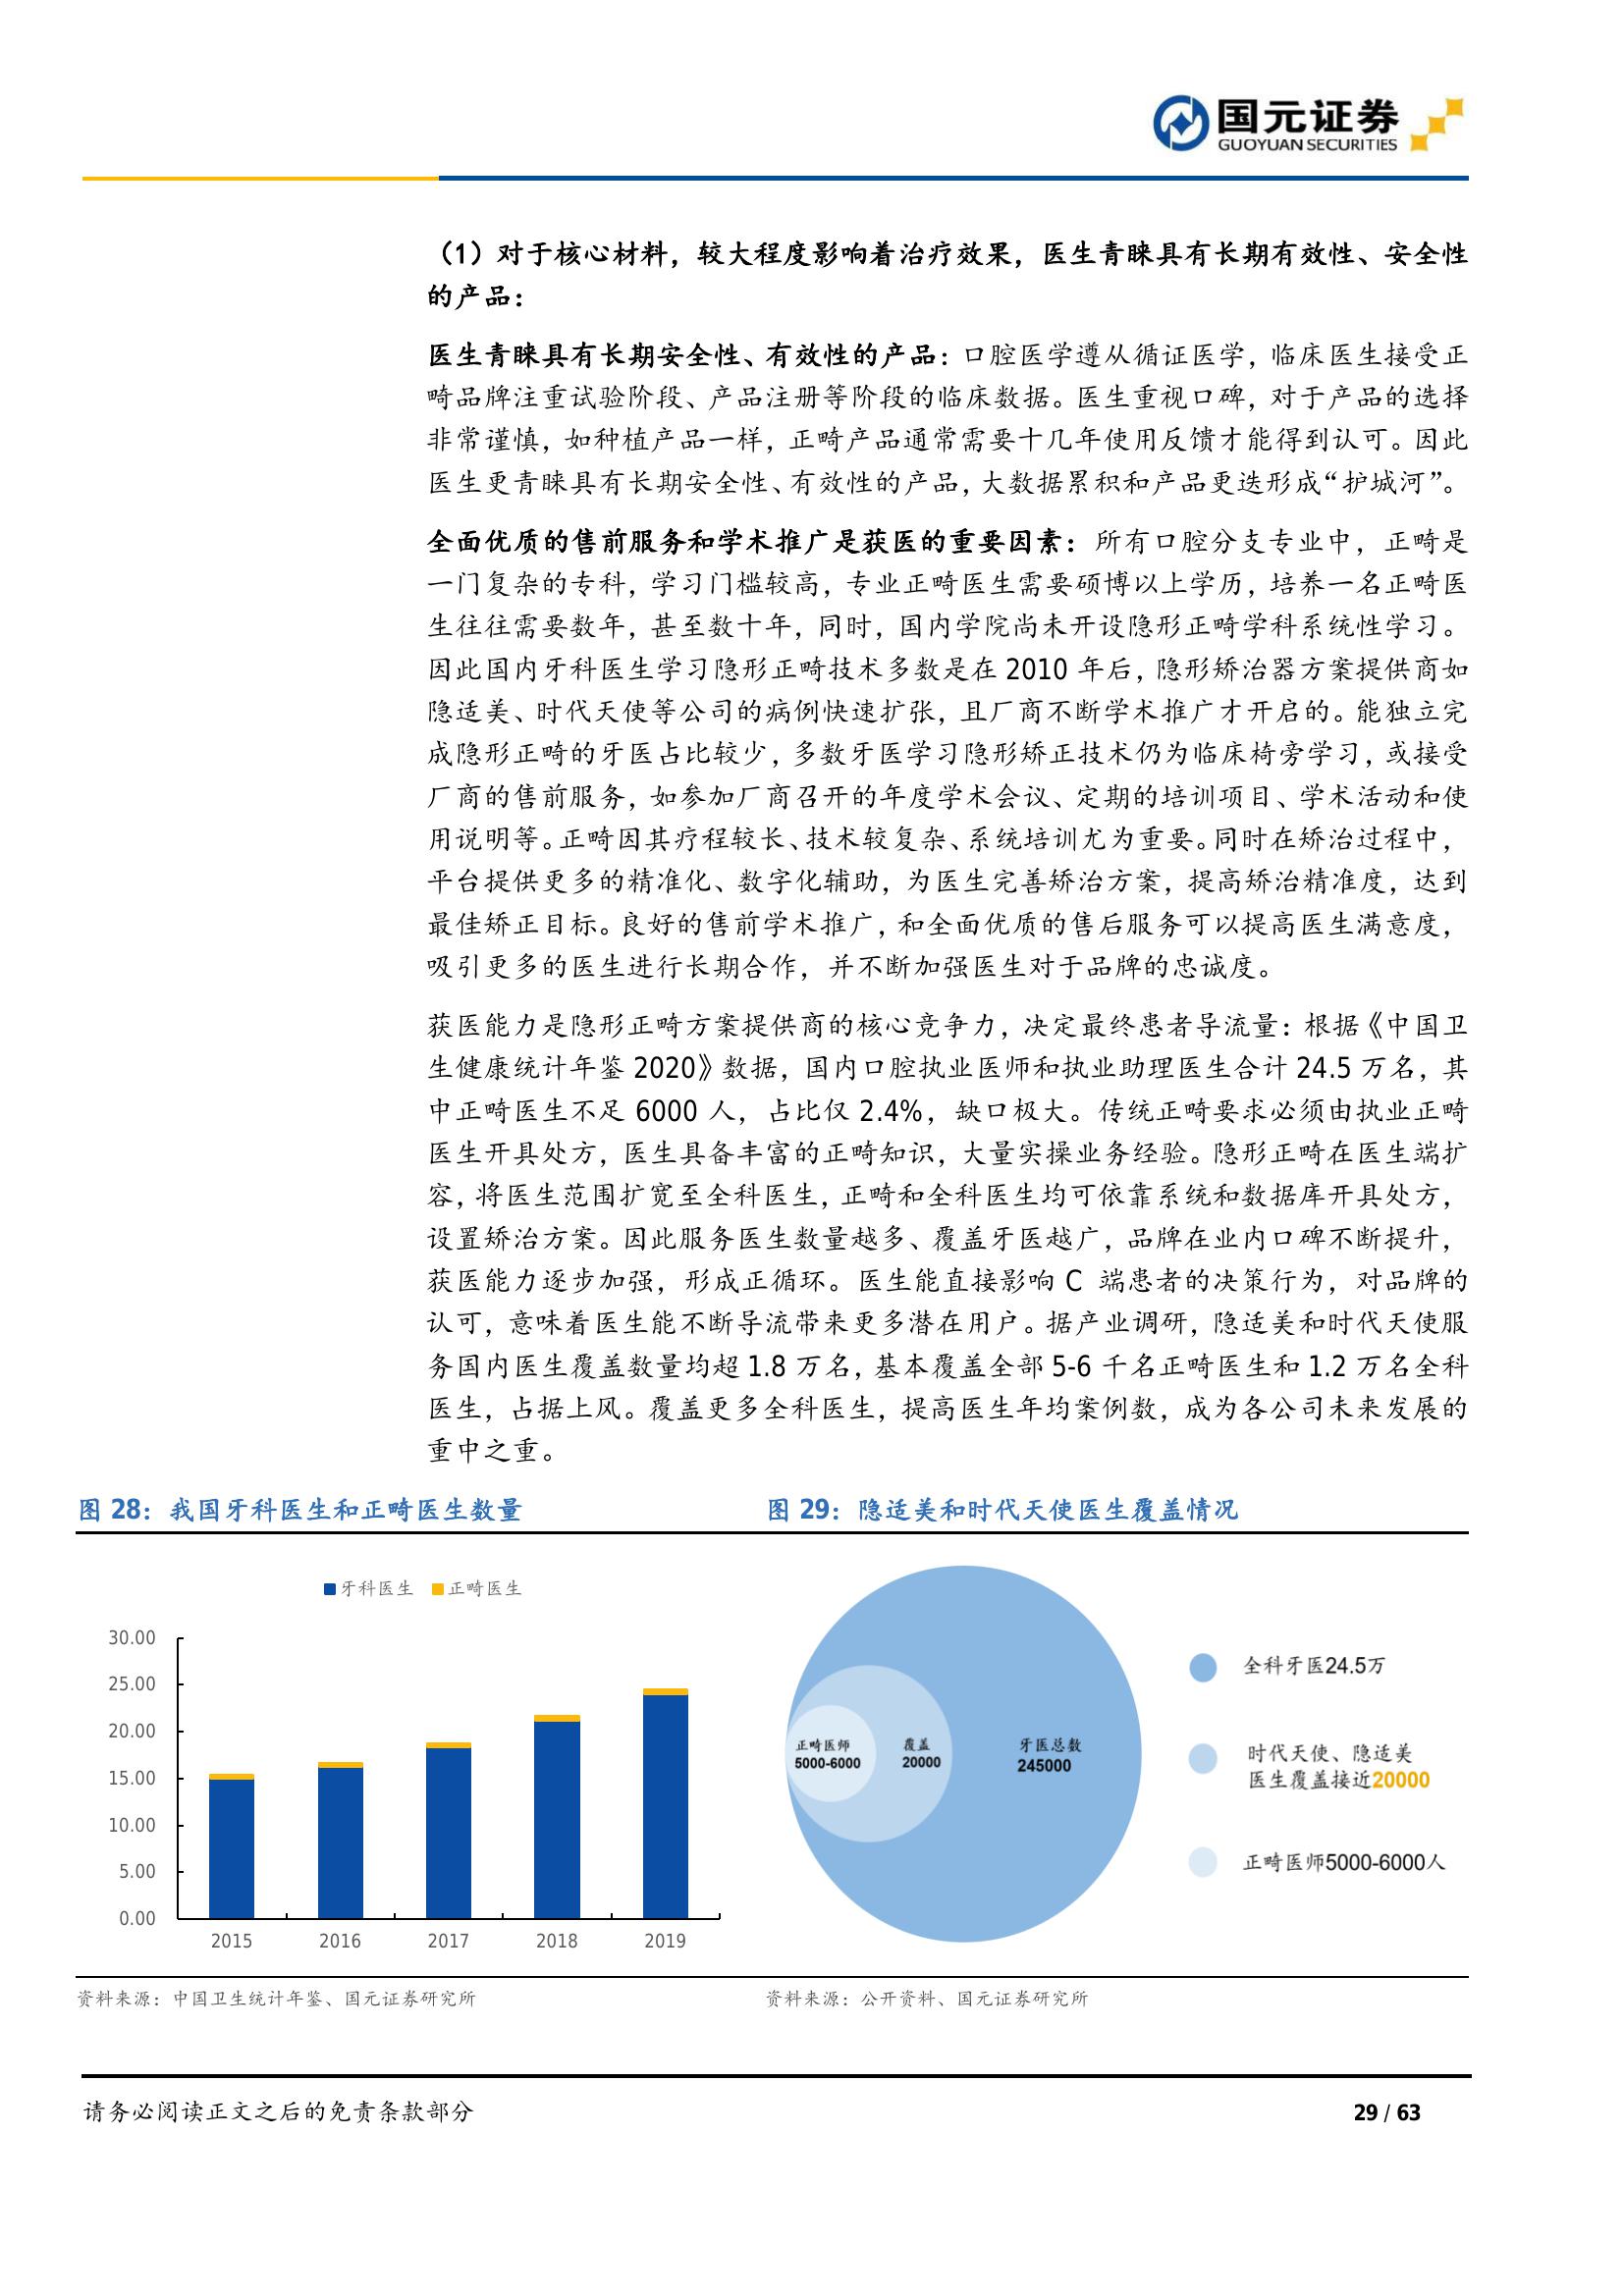 国元证券
GUOYUAN SECURITIES
（1）对于核心材料，较大程度影响着治疗效果，医生青睐具有长期有效性、安全性
的产品：
医生青睐具有长期安全性、有效性的产品：口腔医学遵从循证医学，临床医生接受正
畸品牌注重试验阶段、产品注册等阶段的临床数据。医生重视口碑，对于产品的选择
非常谨慎，如种植产品一样，正畸产品通常需要十几年使用反馈才能得到认可。因此
医生更青睐具有长期安全性、有效性的产品，大数据累积和产品更迭形成“护城河”。
全面优质的售前服务和学术推广是获医的重要因素：所有口腔分支专业中，正畸是
一门复杂的专科，学习门槛较高，专业正畸医生需要硕博以上学历，培养一名正畸医
生往往需要数年，甚至数十年，同时，国内学院尚未开设隐形正畸学科系统性学习。
因此国内牙科医生学习隐形正畸技术多数是在 2010 年后，隐形矫治器方案提供商如
隐适美、时代天使等公司的病例快速扩张，且厂商不断学术推广才开启的。能独立完
成隐形正畸的牙医占比较少，多数牙医学习隐形矫正技术仍为临床椅旁学习，或接受
厂商的售前服务，如参加厂商召开的年度学术会议、定期的培训项目、学术活动和使
用说明等。正畸因其疗程较长、技术较复杂、系统培训尤为重要。同时在矫治过程中，
平台提供更多的精准化、数字化辅助，为医生完善矫治方案，提高矫治精准度，达到
最佳矫正目标。良好的售前学术推广，和全面优质的售后服务可以提高医生满意度，
吸引更多的医生进行长期合作，并不断加强医生对于品牌的忠诚度。
获医能力是隐形正畸方案提供商的核心竞争力，决定最终患者导流量：根据《中国卫
生健康统计年鉴 2020》数据，国内口腔执业医师和执业助理医生合计 24.5 万名，其
中正畸医生不足 6000 人，占比仅 2.4%，缺口极大。传统正畸要求必须由执业正畸
医生开具处方，医生具备丰富的正畸知识，大量实操业务经验。隐形正畸在医生端扩
容，将医生范围扩宽至全科医生，正畸和全科医生均可依靠系统和数据库开具处方，
设置矫治方案。因此服务医生数量越多、覆盖牙医越广，品牌在业内口碑不断提升，
获医能力逐步加强，形成正循环。医生能直接影响 C 端患者的决策行为，对品牌的
认可，意味着医生能不断导流带来更多潜在用户。据产业调研，隐适美和时代天使服
务国内医生覆盖数量均超 1.8 万名，基本覆盖全部 5-6 千名正畸医生和 1.2 万名全科
医生，占据上风。覆盖更多全科医生，提高医生年均案例数，成为各公司未来发展的
重中之重。
图 28：我国牙科医生和正畸医生数量
牙科医生 正畸医生
30.00
25.00
20.00
15.00
10.00
5.00
0.00
2015 2016 2017 2018 2019
资料来源：中国卫生统计年鉴、国元证券研究所
图 29：隐适美和时代天使医生覆盖情况
正畸医师
5000-6000
覆盖
20000
牙医总数
245000
全科牙医24.5万
时代天使、隐适美
医生覆盖接近20000
正畸医师5000-6000人
资料来源：公开资料、国元证券研究所
请务必阅读正文之后的免责条款部分
29 / 63